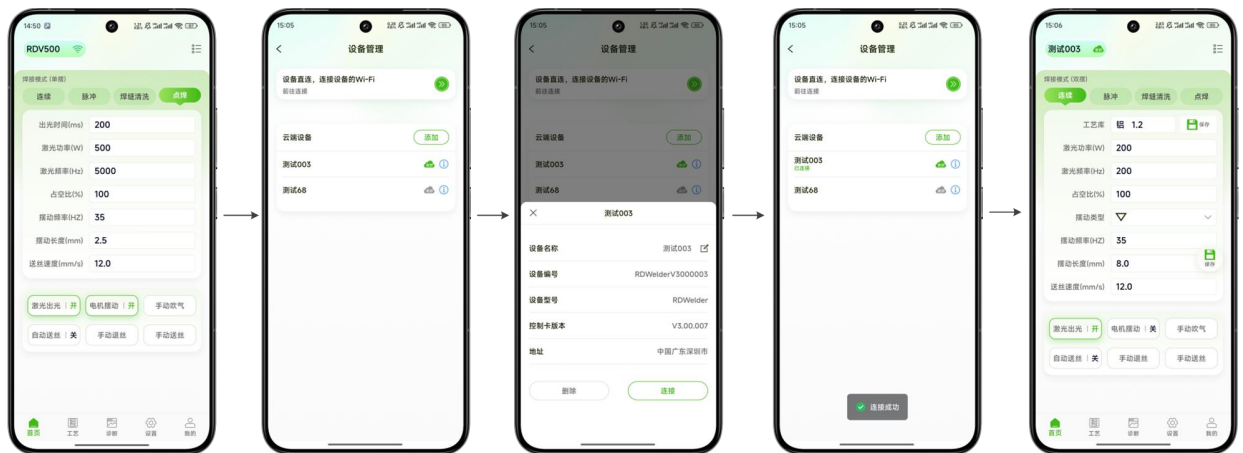 14:50
RDV500
焊接模式 (单摆)
连续 脉冲 焊缝清洗 点焊
出光时间(ms) 200
激光功率(W) 500
激光频率(Hz) 5000
占空比(%) 100
摆动频率(HZ) 35
摆动长度(mm) 2.5
送丝速度(mm/s) 12.0
激光出光 | 开 电机摆动 | 开 手动吹气
自动送丝 | 关 手动退丝 手动送丝
首页 工艺 诊断 设置 我的
15:05
设备管理
设备直连，连接设备的Wi-Fi
前往连接
云端设备 添加
测试003
测试68
15:05
设备管理
设备直连，连接设备的Wi-Fi
前往连接
云端设备 添加
测试003
测试68
测试003
设备名称 测试003
设备编号 RDWelderV3000003
设备型号 RDWelder
控制卡版本 V3.00.007
地址 中国广东深圳市
删除 连接
15:05
设备管理
设备直连，连接设备的Wi-Fi
前往连接
云端设备 添加
测试003
已连接
测试68
连接成功
15:06
测试003
焊接模式 (双摆)
连续 脉冲 焊缝清洗 点焊
工艺库 铝 1.2 保存
激光功率(W) 200
激光频率(Hz) 200
占空比(%) 100
摆动类型
摆动频率(HZ) 35
摆动长度(mm) 8.0
保存
送丝速度(mm/s) 12.0
激光出光 | 开 电机摆动 | 关 手动吹气
自动送丝 | 关 手动退丝 手动送丝
首页 工艺 诊断 设置 我的